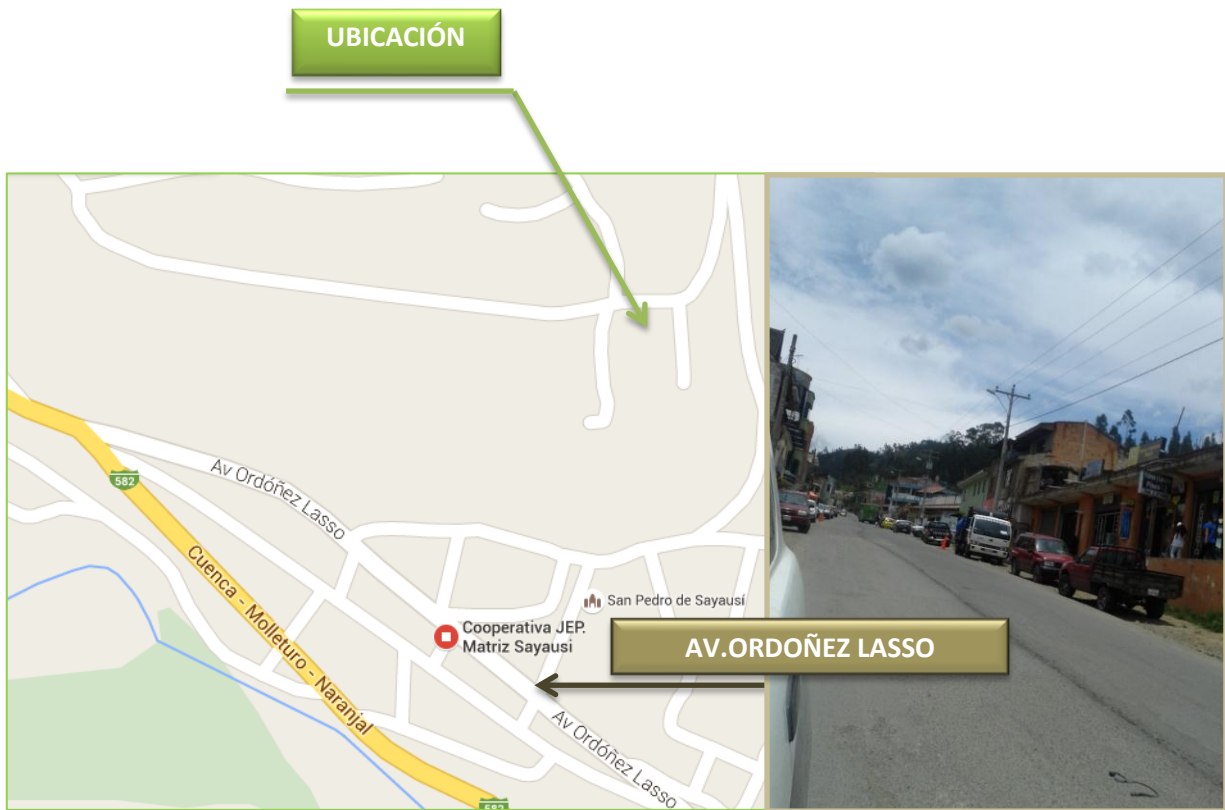 UBICACIÓN
Av Ordóñez Lasso
582
Cuenca - Molleturo - Naranjal
San Pedro de Sayausí
Cooperativa JEP.
Matriz Sayausi
AV.ORDOÑEZ LASSO
Av Ordóñez Lasso
582